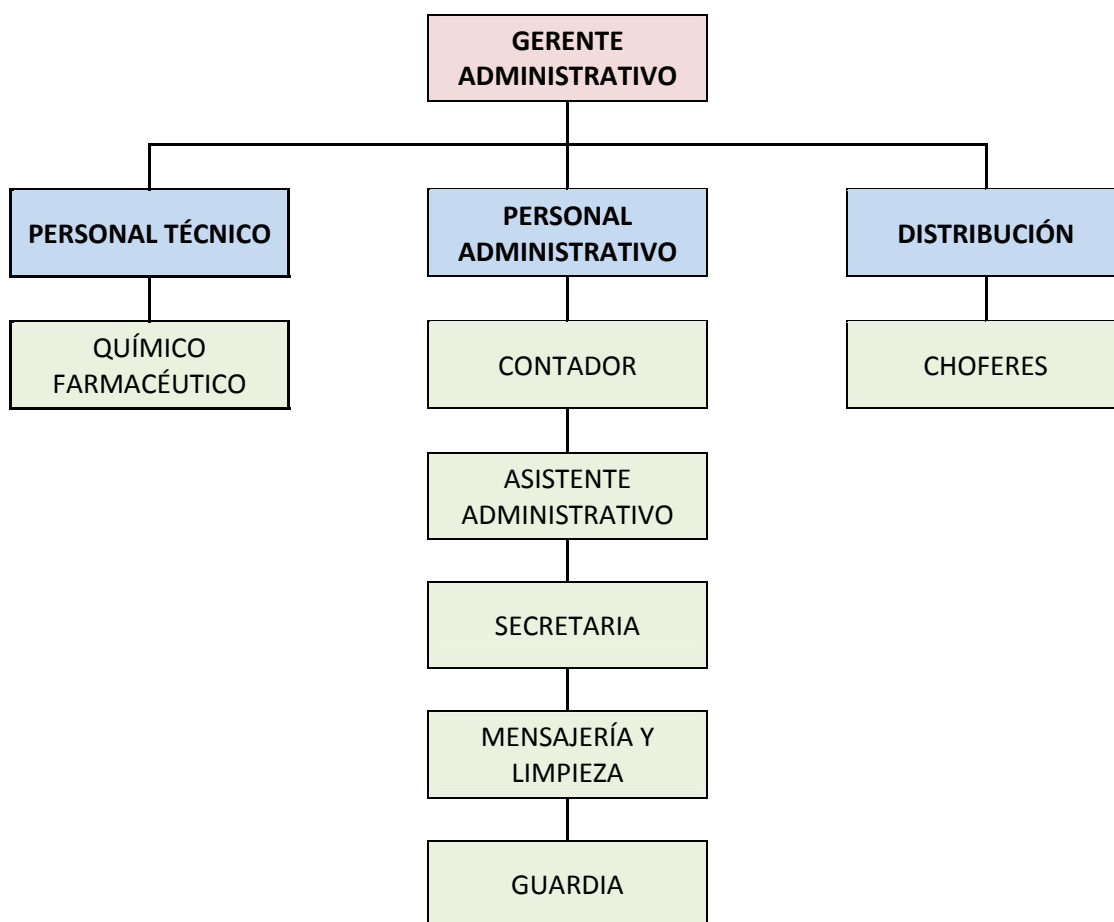 GERENTE
ADMINISTRATIVO
PERSONAL TÉCNICO
PERSONAL
ADMINISTRATIVO
DISTRIBUCIÓN
QUÍMICO
FARMACÉUTICO
CONTADOR
CHOFERES
ASISTENTE
ADMINISTRATIVO
SECRETARIA
MENSAJERÍA Y
LIMPIEZA
GUARDIA